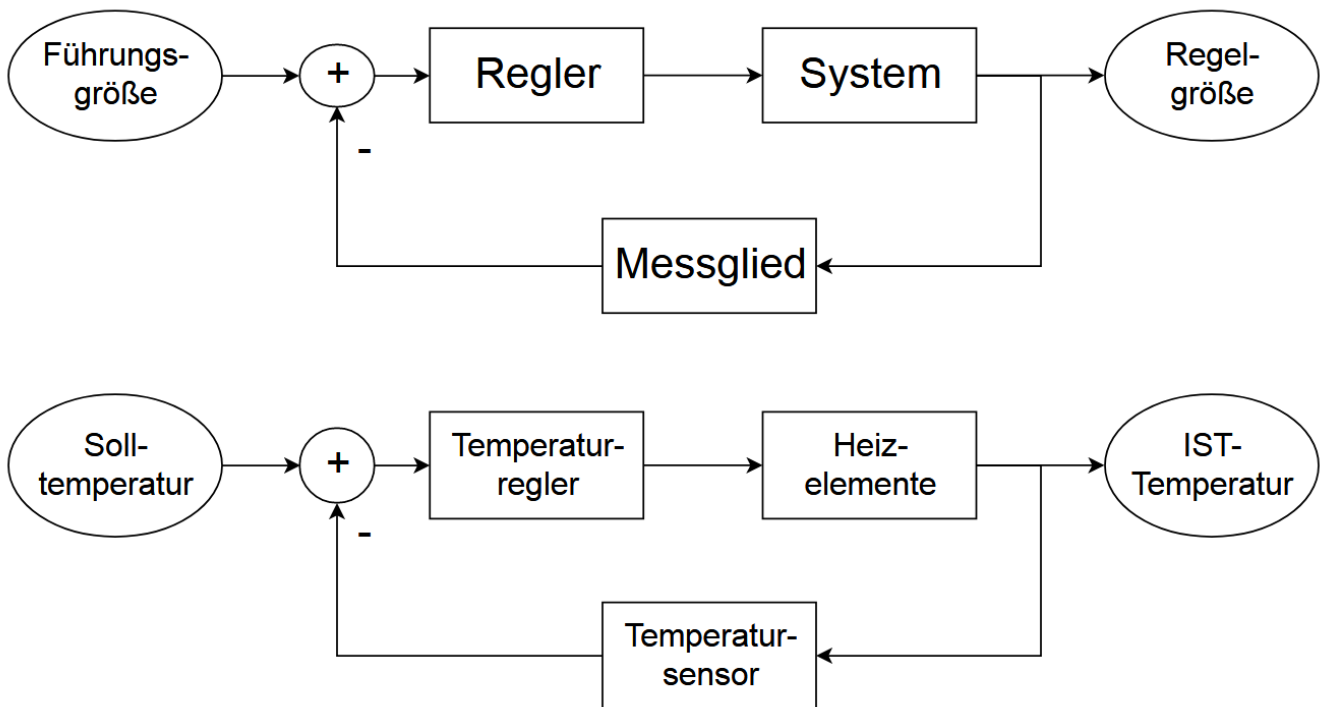 Führungs-
größe
+
Regler
System
Regel-
größe
-
Messglied
Soll-
temperatur
+
Temperatur-
regler
Heiz-
elemente
IST-
Temperatur
-
Temperatur-
sensor